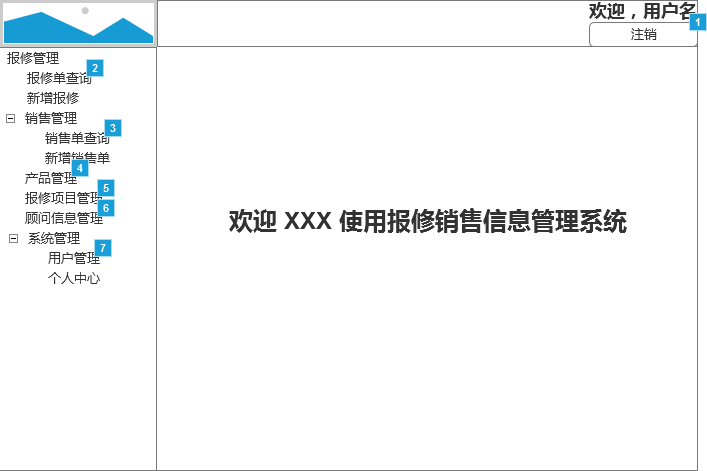 欢迎，用户名
1
注销
报修管理
2
报修单查询
新增报修
销售管理
3
销售单查询
新增销售单
4
产品管理
5
报修项目管理
6
顾问信息管理
系统管理
7
用户管理
个人中心
欢迎 XXX 使用报修销售信息管理系统